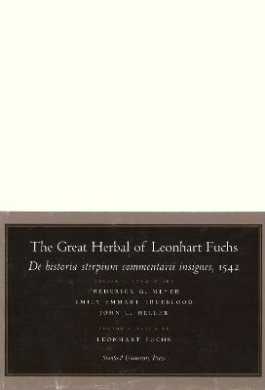 The Great Herbal of Leonhart Fuchs
De historia stirpium commentarii insignes, 1542
FREDERICK G. MEYER
EMILY EMMART TRUEBLOOD
JOHN L. HELLER
LEONHART FUCHS
Stanford University Press